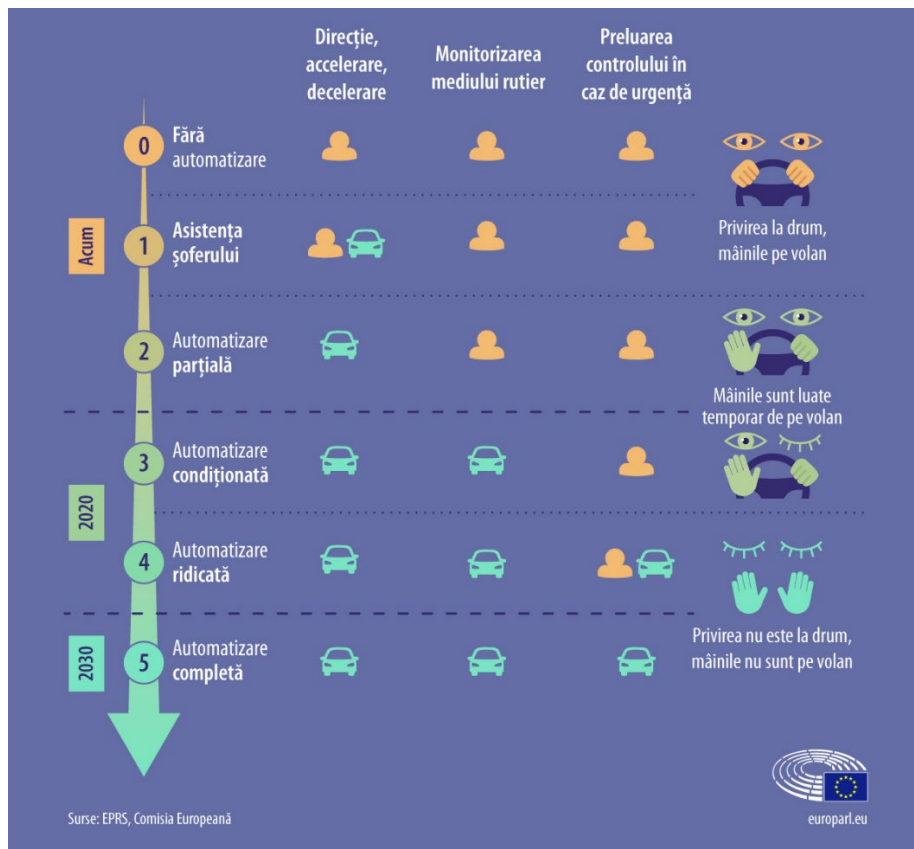 Direcție,
accelerare,
decelerare
Monitorizarea
mediului rutier
Preluarea
controlului în
caz de urgență
0
Fără
automatizare
Privirea la drum,
mâinile pe volan
Acum
1
Asistența
șoferului
2
Automatizare
parțială
Mâinile sunt luate
temporar de pe volan
3
Automatizare
condiționată
2020
4
Automatizare
ridicată
Privirea nu este la drum,
mâinile nu sunt pe volan
2030
5
Automatizare
completă
Surse: EPRS, Comisia Europeană
europarl.eu